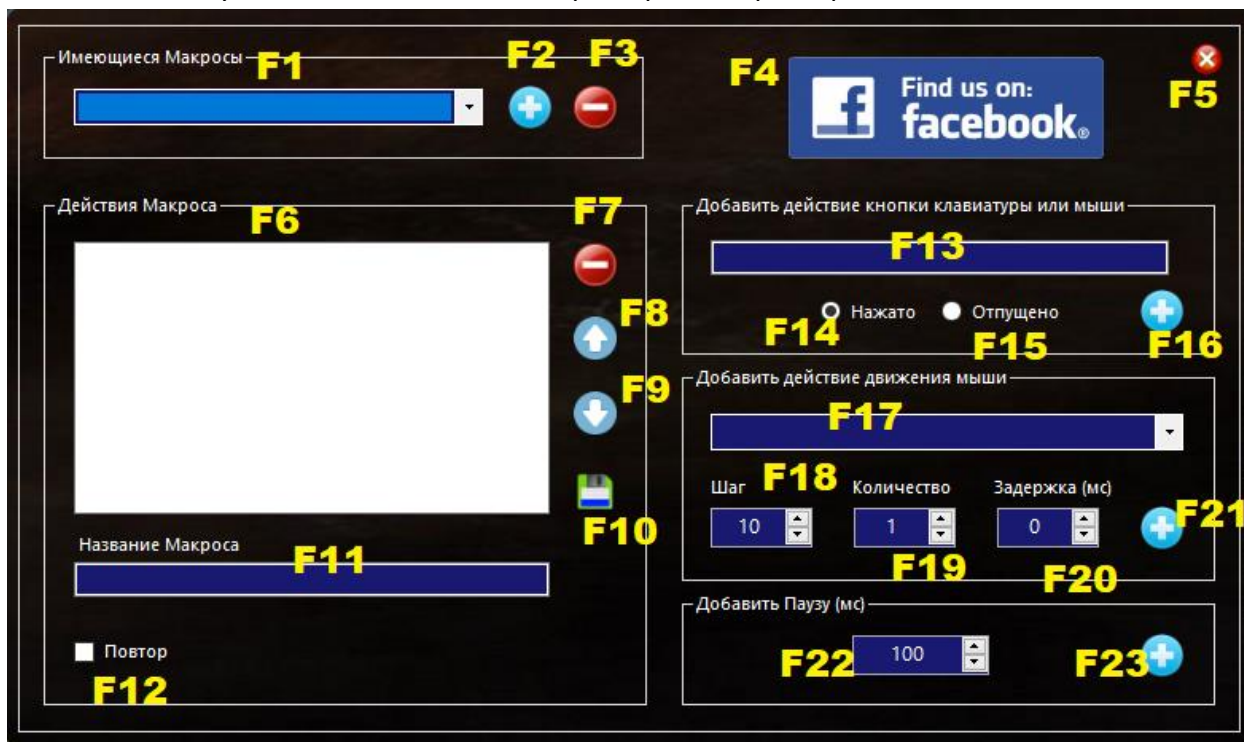 Имеющиеся Макросы
F1
F2
F3
F4
Find us on:
facebook®
F5
Действия Макроса
F6
F7
F8
F9
F10
Название Макроса
F11
Повтор
F12
Добавить действие кнопки клавиатуры или мыши
F13
Нажато
Отпущено
F14
F15
F16
Добавить действие движения мыши
F17
Шаг
F18
Количество
Задержка (мс)
10
1
0
F21
F19
F20
Добавить Паузу (мс)
F22
100
F23